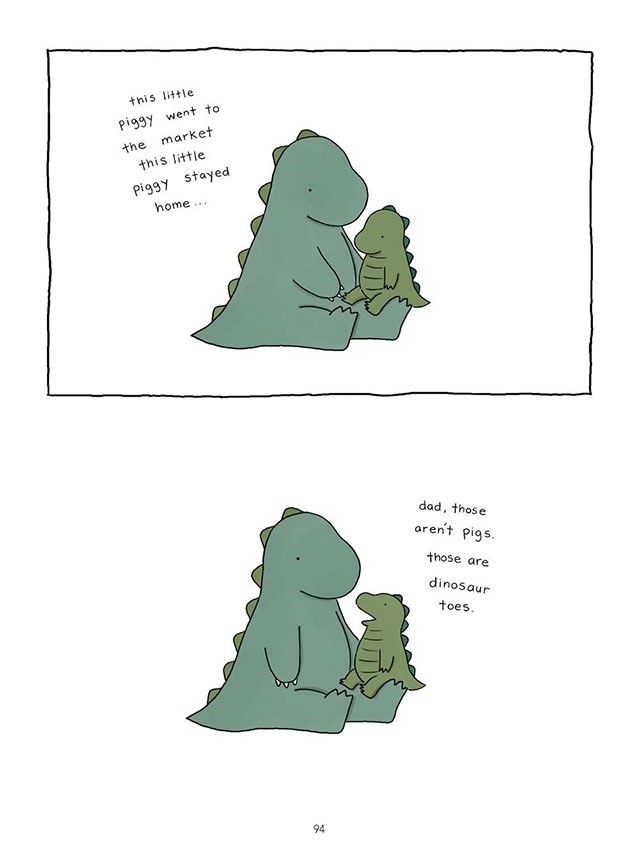 this little
piggy went to
the market
this little
piggy stayed
home...
dad, those
aren't pigs.
those are
dinosaur
toes.
94